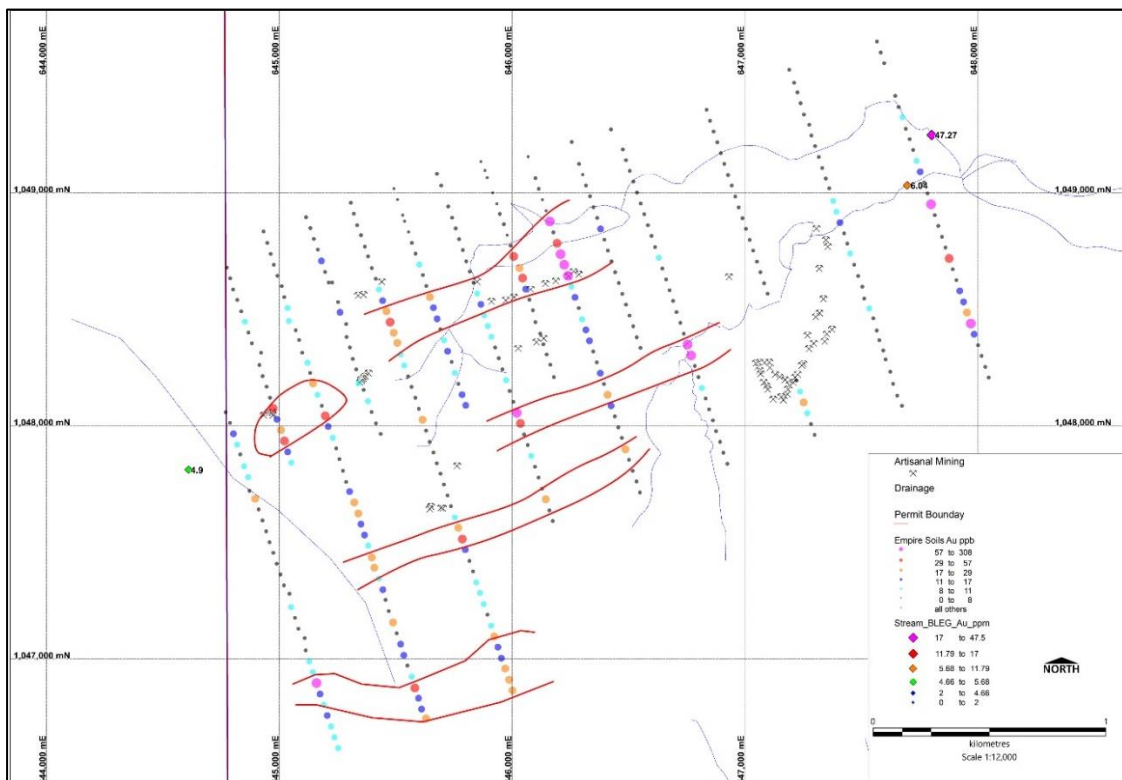 644,000 mE
645,000 mE
646,000 mE
647,000 mE
648,000 mE
47.27
6.04
1,049,000 mN
1,049,000 mN
1,048,000 mN
1,048,000 mN
4.9
1,047,000 mN
644,000 mE
645,000 mE
646,000 mE
647,000 mE
Artisanal Mining
Drainage
Permit Boundary
Empire Soils Au ppb
57 to 308
29 to 57
17 to 29
11 to 17
8 to 11
0 to 8
all others
Stream_BLEG_Au_ppm
17 to 47.5
11.79 to 17
5.68 to 11.79
4.66 to 5.68
2 to 4.66
0 to 2
NORTH
0 1
kilometres
Scale 1:12,000